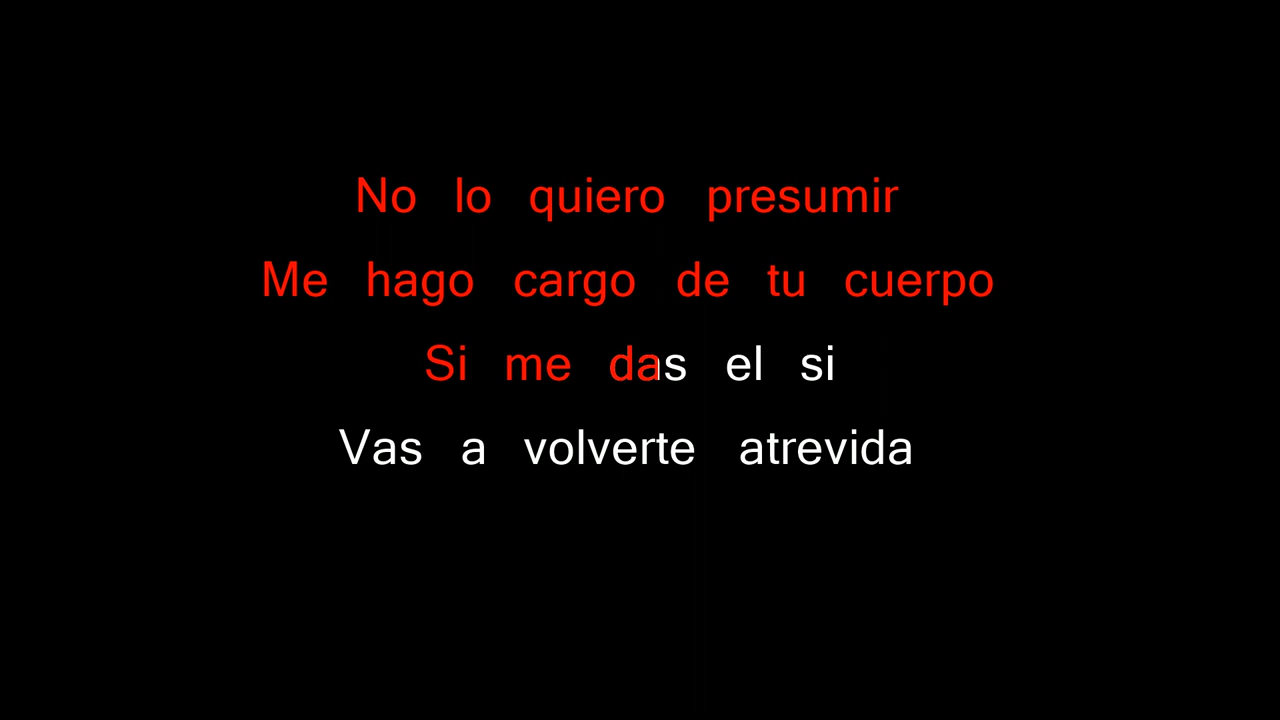 No lo quiero presumir
Me hago cargo de tu cuerpo
Si me das el si
Vas a volverte atrevida